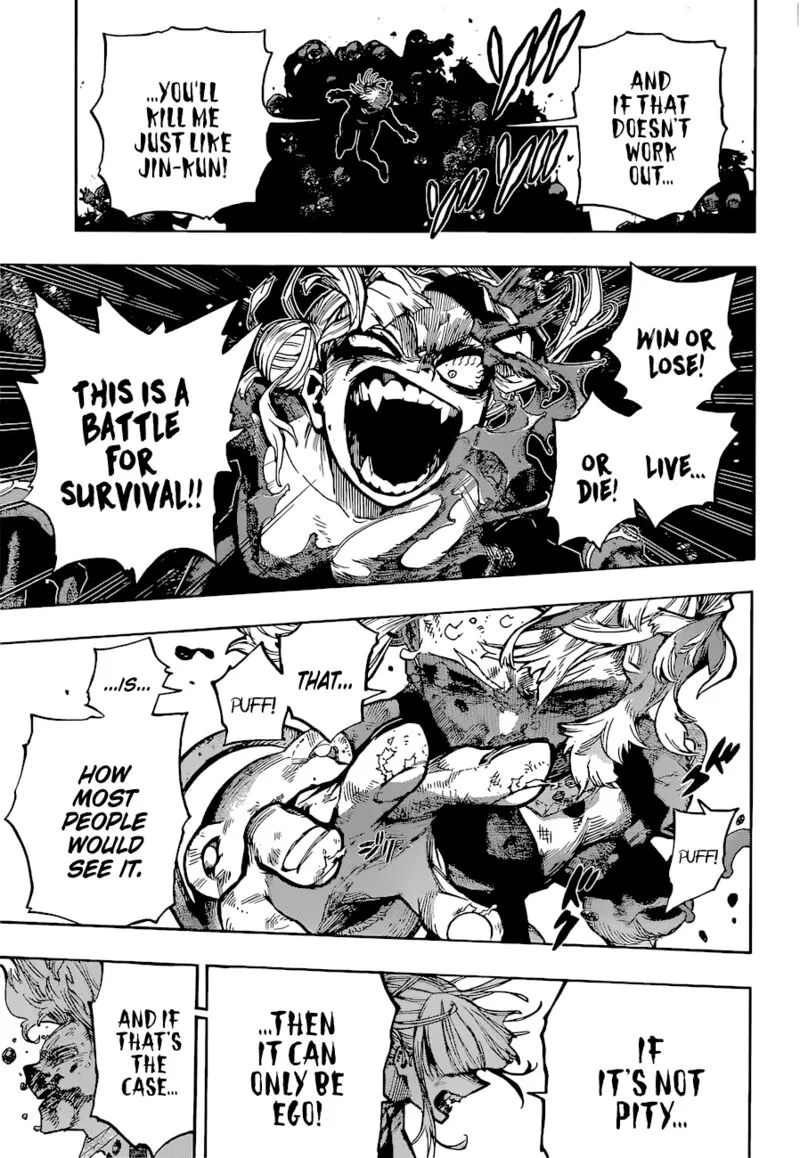 AND
IF THAT
DOESN'T
WORK
OUT...
...YOU'LL
KILL ME
JUST LIKE
JIN-KUN!
WIN OR
LOSE!
LIVE...
OR
DIE!
THIS IS A
BATTLE
FOR
SURVIVAL!!
PUFF!
THAT...
PUFF!
...IS...
HOW
MOST
PEOPLE
WOULD
SEE IT.
IF
IT'S NOT
PITY...
...THEN
IT CAN
ONLY BE
EGO!
AND IF
THAT'S
THE
CASE...